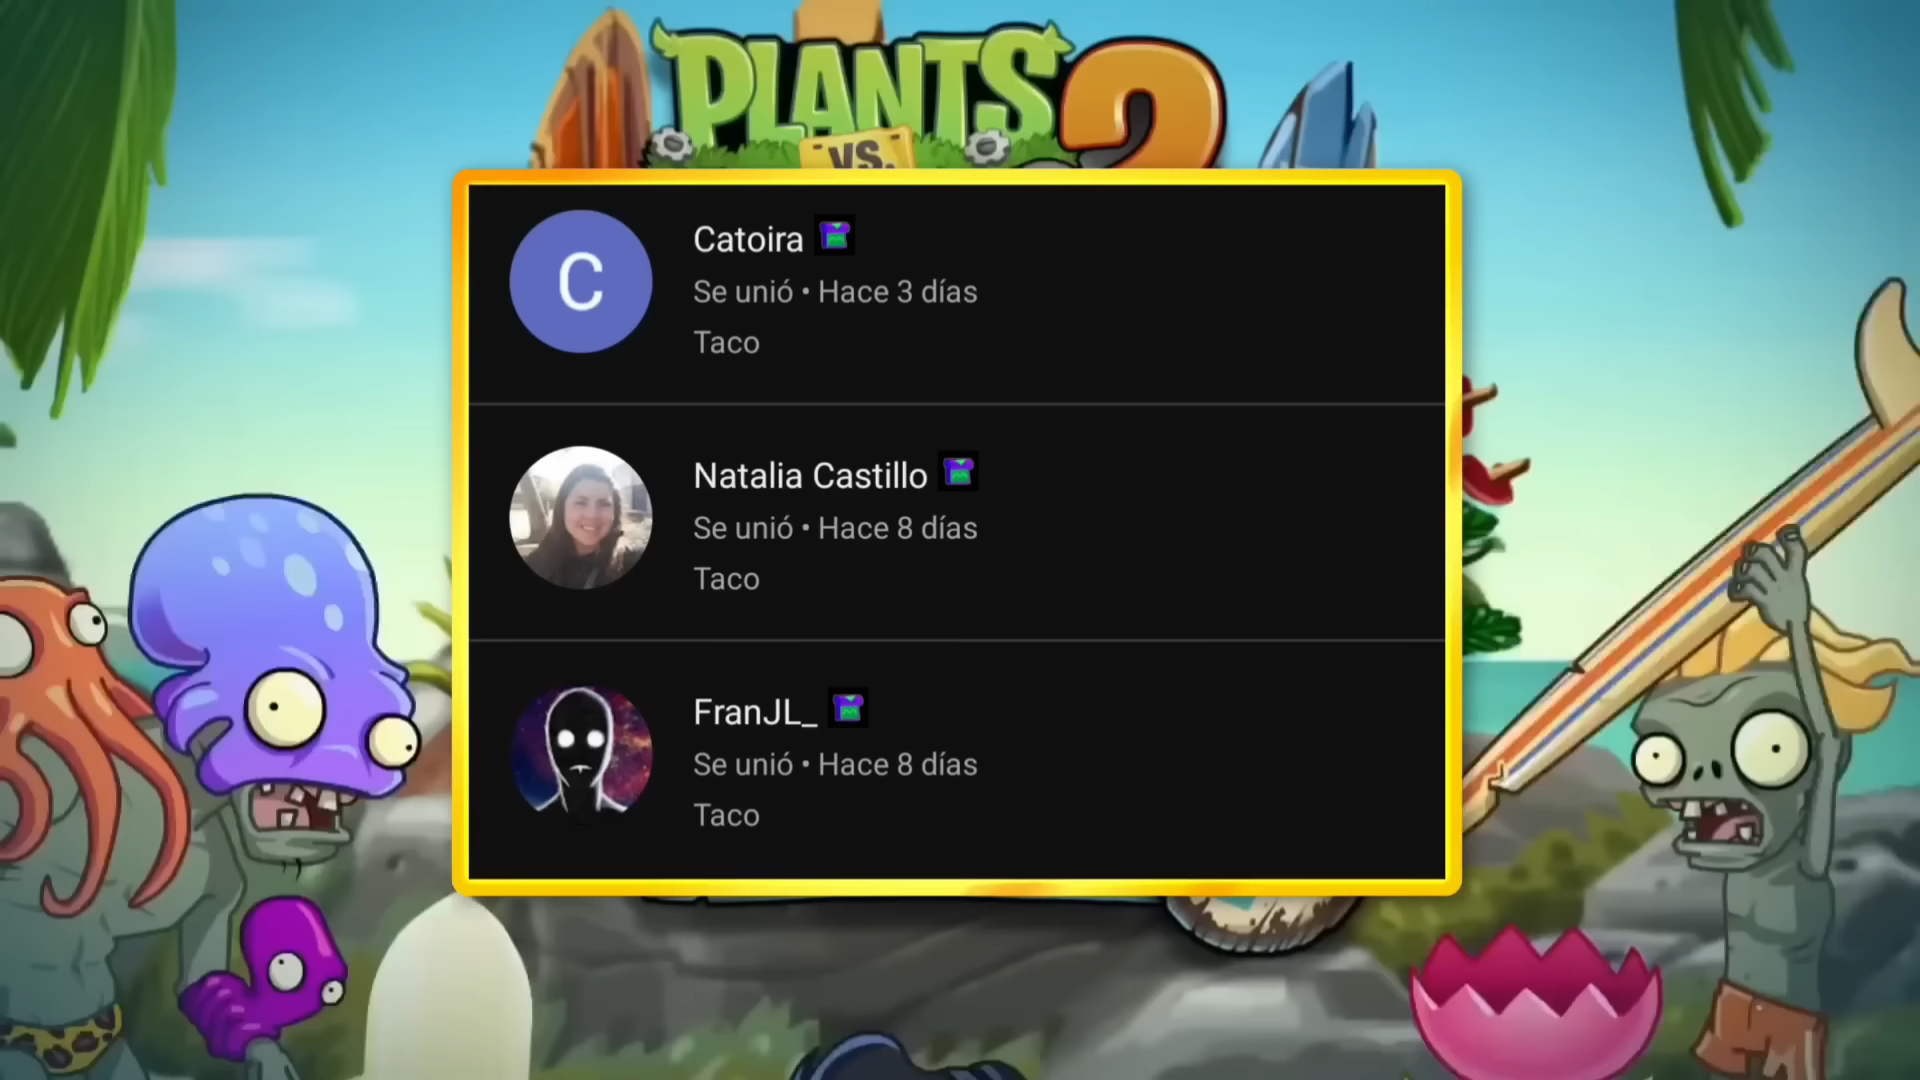 PLANTS
VS. 2
C
Catoira
Se unió • Hace 3 días
Taco
Natalia Castillo
Se unió • Hace 8 días
Taco
FranJL_
Se unió • Hace 8 días
Taco